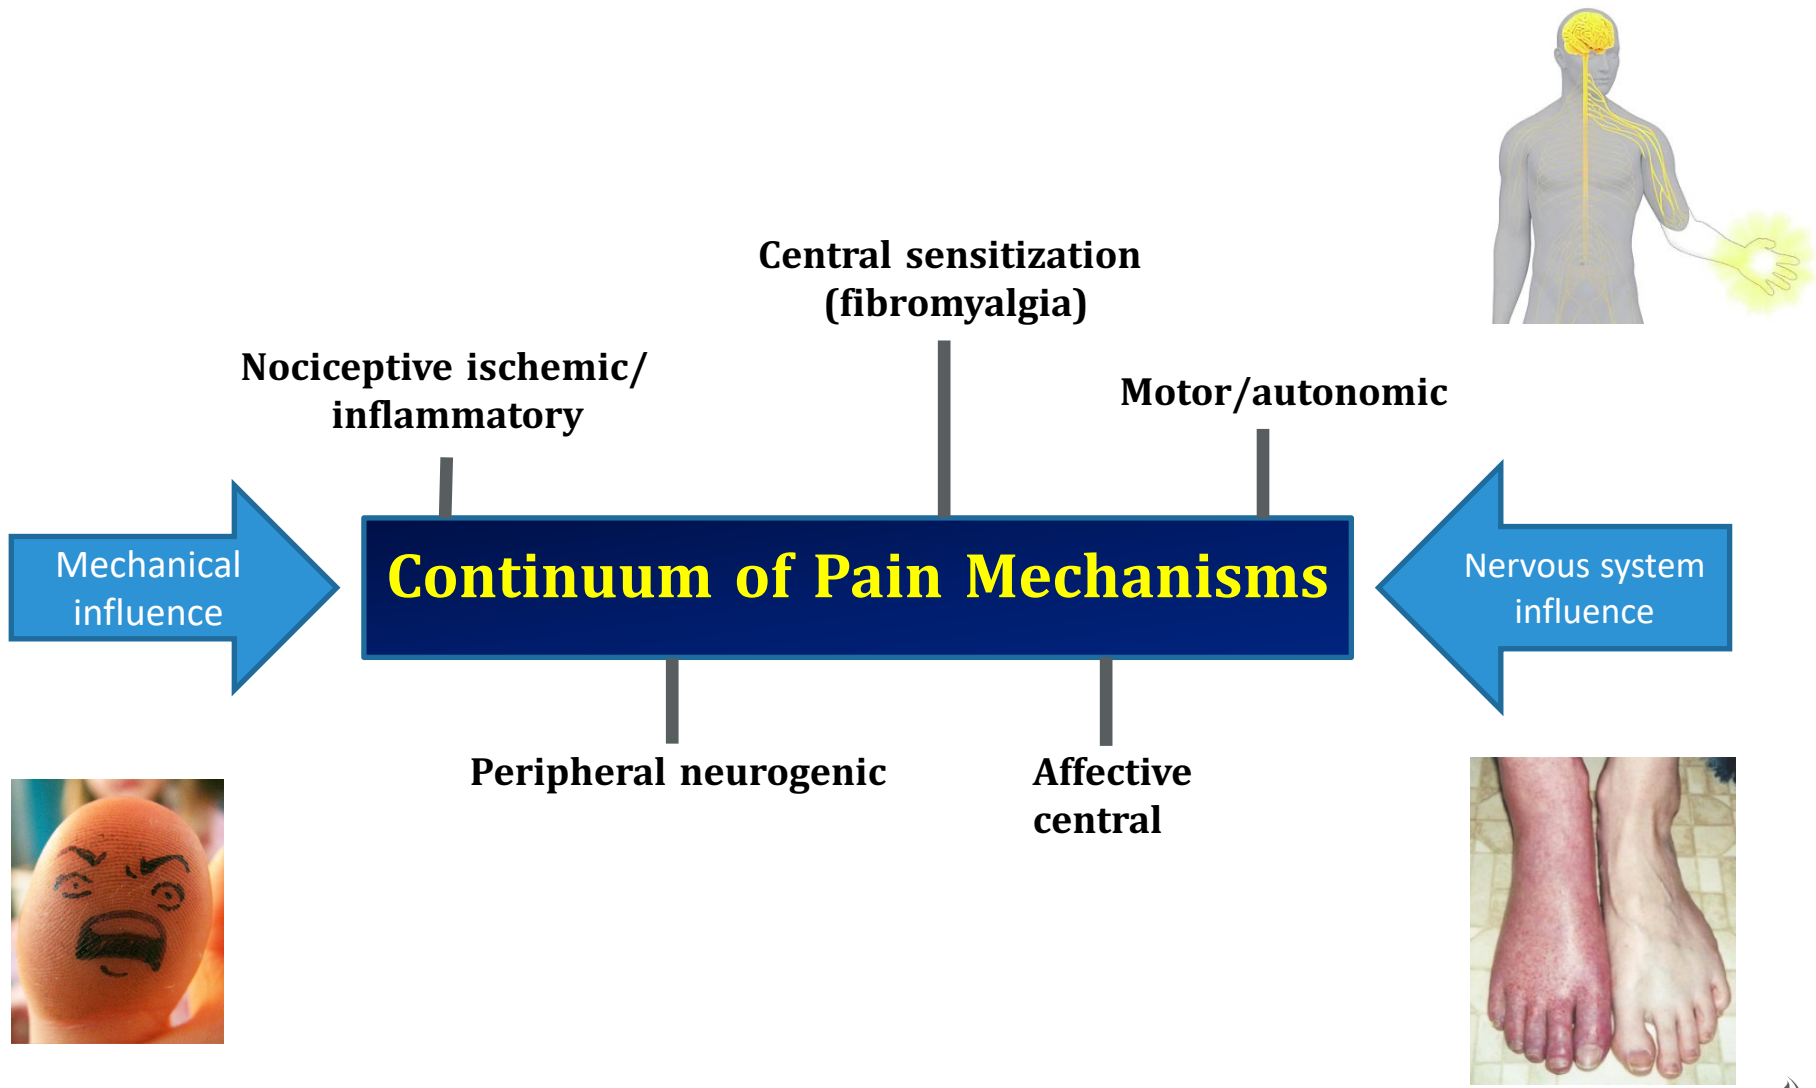 Central sensitization
(fibromyalgia)
Nociceptive ischemic/
inflammatory
Motor/autonomic
Mechanical
influence
Continuum of Pain Mechanisms
Nervous system
influence
Peripheral neurogenic
Affective
central